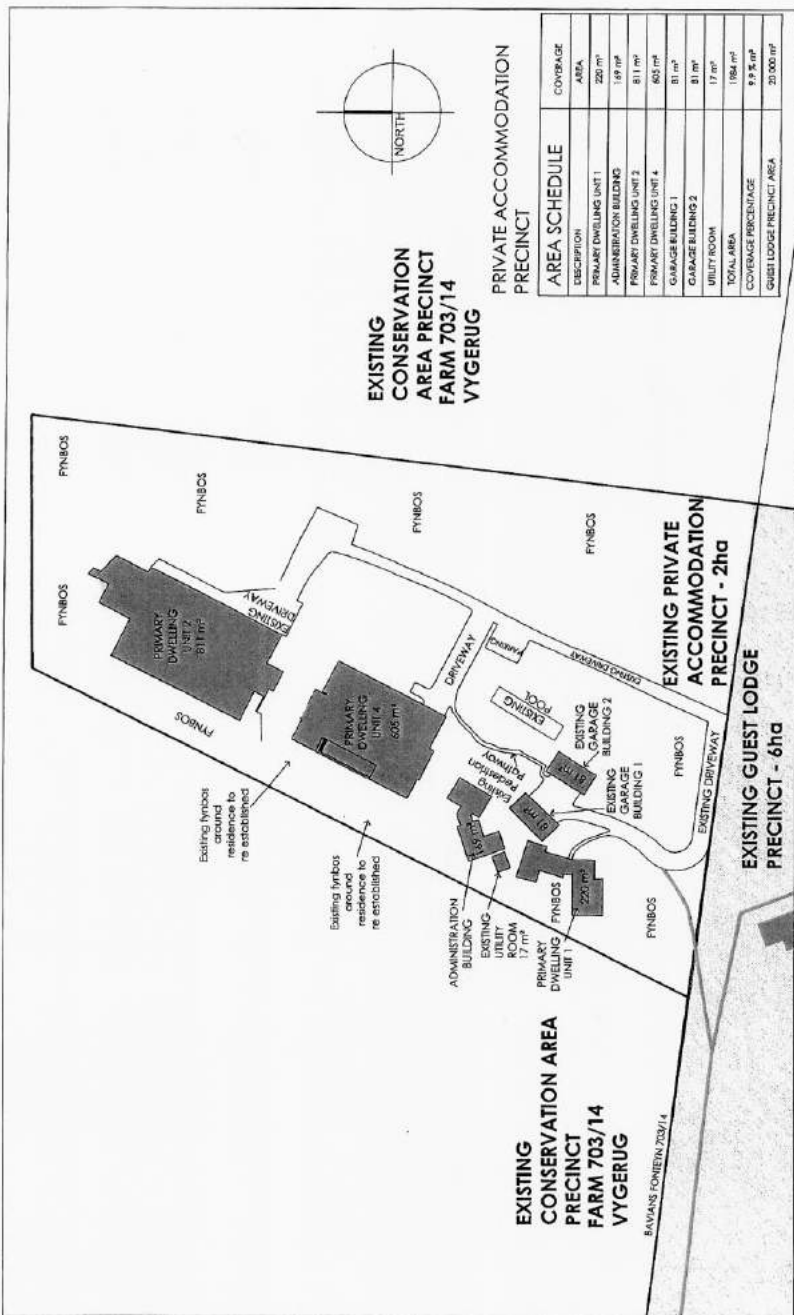 FYNBOS
FYNBOS
FYNBOS
FYNBOS
FYNBOS
FYNBOS
PRIMARY
DWELLING
UNIT 2
811 m²
EXISTING
DRIVEWAY
Existing fynbos
around
residence to
re established
PRIMARY
DWELLING
UNIT 4
605 m²
Existing fynbos
around
residence to
re established
DRIVEWAY
PARKING
EXISTING
POOL
EXISTING DRIVEWAY
Existing
Pedestrian
Pathway
81 m²
EXISTING
GARAGE
BUILDING 2
81 m²
EXISTING
GARAGE
BUILDING 1
169 m²
ADMINISTRATION
BUILDING
EXISTING
UTILITY
ROOM
17 m²
PRIMARY
DWELLING
UNIT 1
FYNBOS
220 m²
FYNBOS
FYNBOS
EXISTING DRIVEWAY
EXISTING
CONSERVATION AREA
PRECINCT
FARM 703/14
VYGERUG
BAVIANS FONTEYN 703/14
EXISTING GUEST LODGE
PRECINCT - 6ha
EXISTING PRIVATE
ACCOMMODATION
PRECINCT - 2ha
EXISTING
CONSERVATION
AREA PRECINCT
FARM 703/14
VYGERUG
NORTH
PRIVATE ACCOMMODATION
PRECINCT
AREA SCHEDULE COVERAGE
DESCRIPTION AREA
PRIMARY DWELLING UNIT 1 220 m²
ADMINISTRATION BUILDING 169 m²
PRIMARY DWELLING UNIT 2 811 m²
PRIMARY DWELLING UNIT 4 605 m²
GARAGE BUILDING 1 81 m²
GARAGE BUILDING 2 81 m²
UTILITY ROOM 17 m²
TOTAL AREA 1984 m²
COVERAGE PERCENTAGE 9.9 % m²
GUEST LODGE PRECINCT AREA 20 000 m²